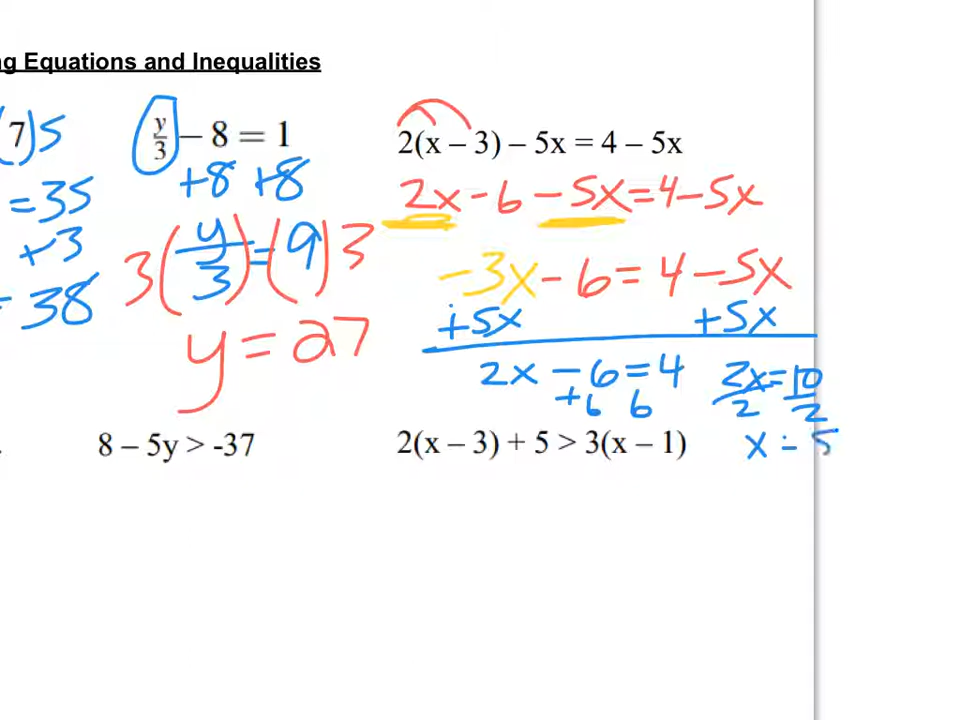 ng Equations and Inequalities
(7)5
= 35
+3
= 38
y/3 – 8 = 1
+8 +8
3(y/3) = (9)3
y = 27
2(x – 3) – 5x = 4 – 5x
2x - 6 - 5x = 4 - 5x
-3x - 6 = 4 - 5x
+5x +5x
2x - 6 = 4
+6 6
2x = 10
2 2
x = 5
8 – 5y > -37
2(x – 3) + 5 > 3(x – 1)